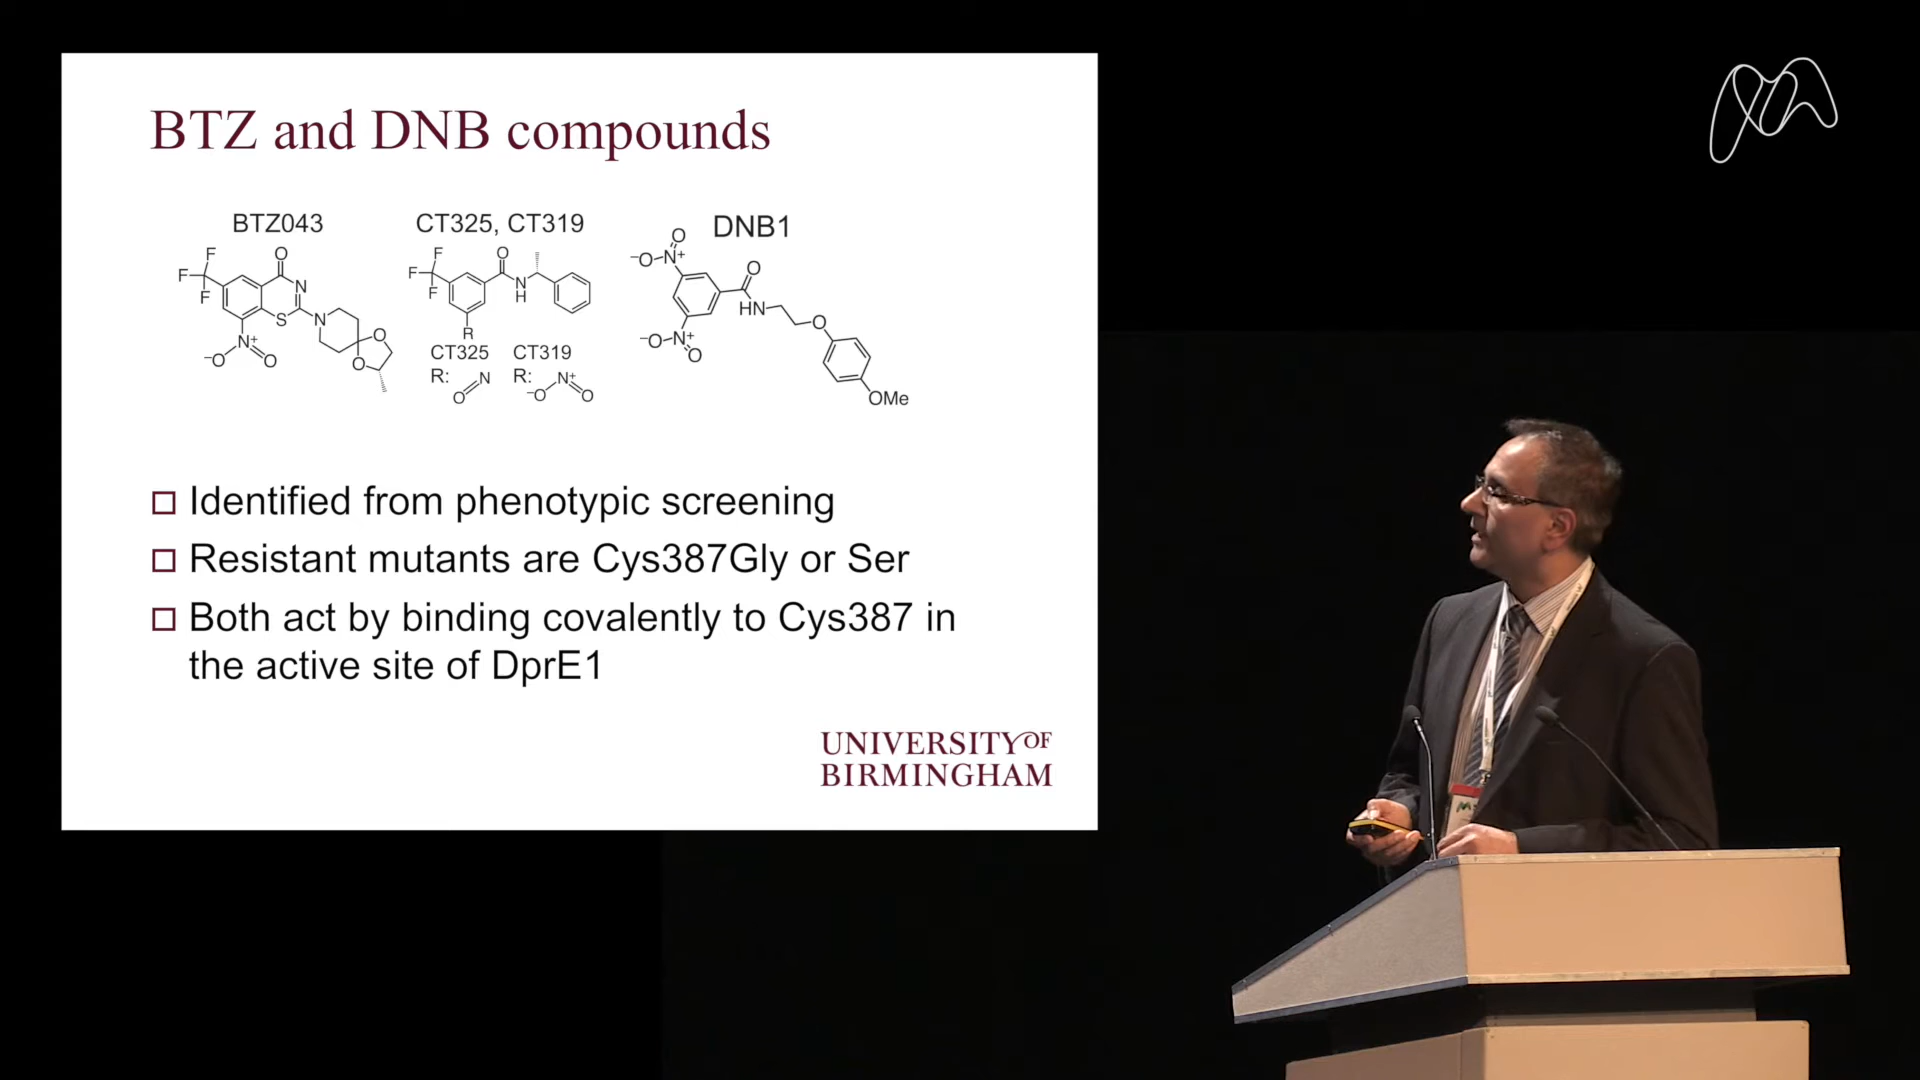 BTZ and DNB compounds
BTZ043
CT325, CT319
DNB1
F
F
F
O
N
S
N
O
O
N+
−O
O
F
F
F
O
N
H
R
CT325
CT319
R:
N
O
R:
N+
−O
O
O
−O
N+
O
HN
O
−O
N+
O
OMe
□ Identified from phenotypic screening
□ Resistant mutants are Cys387Gly or Ser
□ Both act by binding covalently to Cys387 in
the active site of DprE1
UNIVERSITY OF
BIRMINGHAM